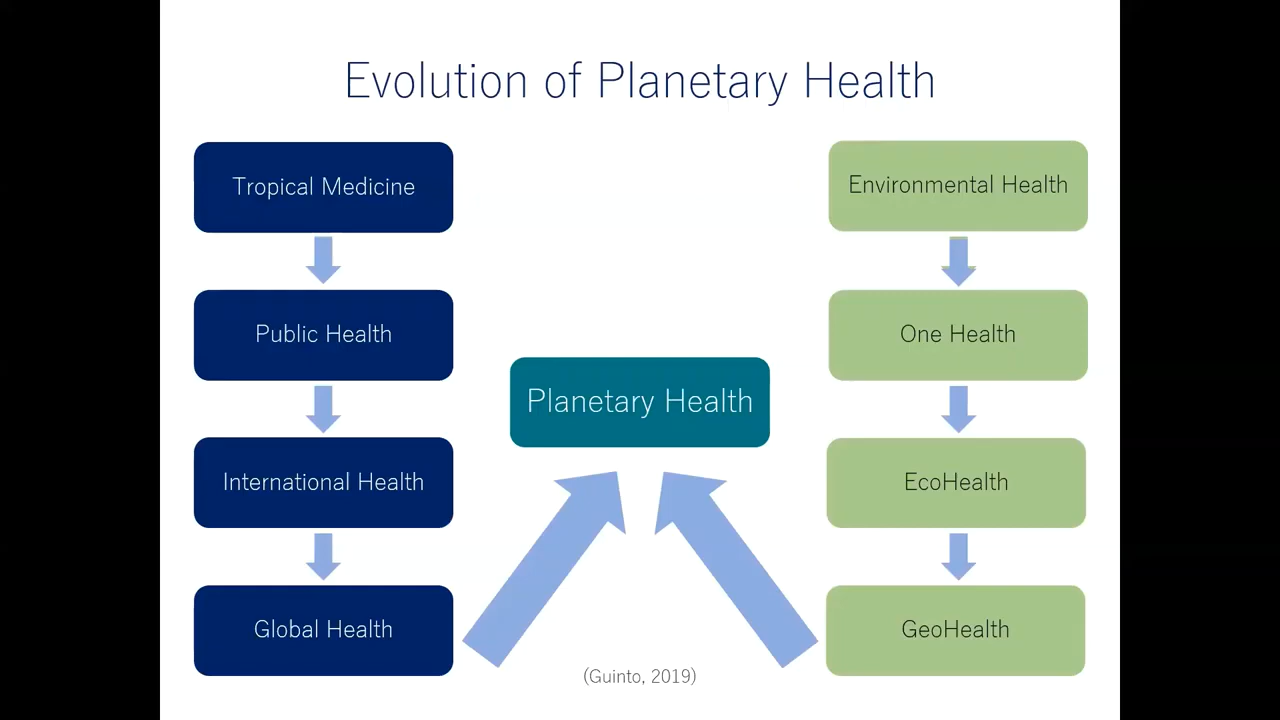 Evolution of Planetary Health
Tropical Medicine
Public Health
International Health
Global Health
Planetary Health
Environmental Health
One Health
EcoHealth
GeoHealth
(Guinto, 2019)